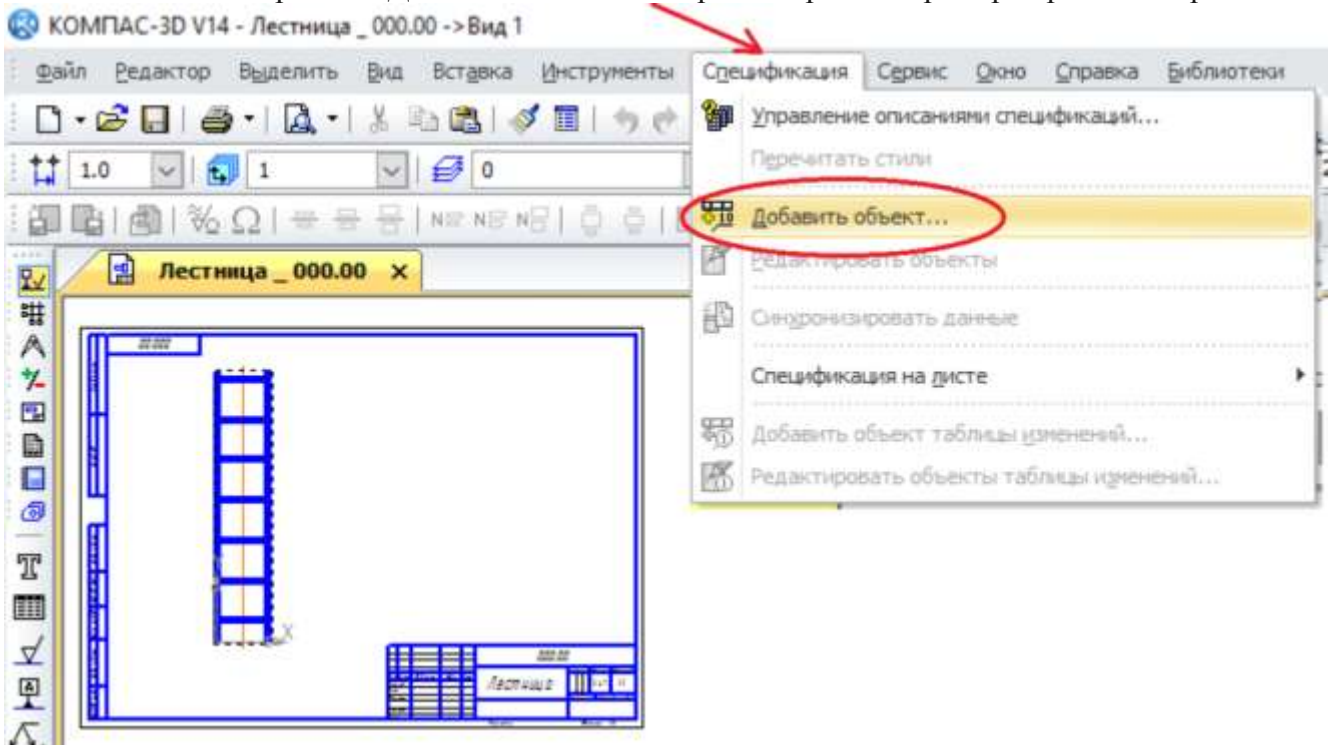 КОМПАС-3D V14 - Лестница _ 000.00 ->Вид 1
Файл Редактор Выделить Вид Вставка Инструменты Спецификация Сервис Окно Справка Библиотеки
Управление описаниями спецификаций...
Перечитать стили
1.0 1 0
Добавить объект...
Редактировать объекты
Лестница _ 000.00 ×
Синхронизировать данные
Спецификация на листе
Добавить объект таблицы изменений...
Редактировать объекты таблицы изменений...
X
000.00
Лестница